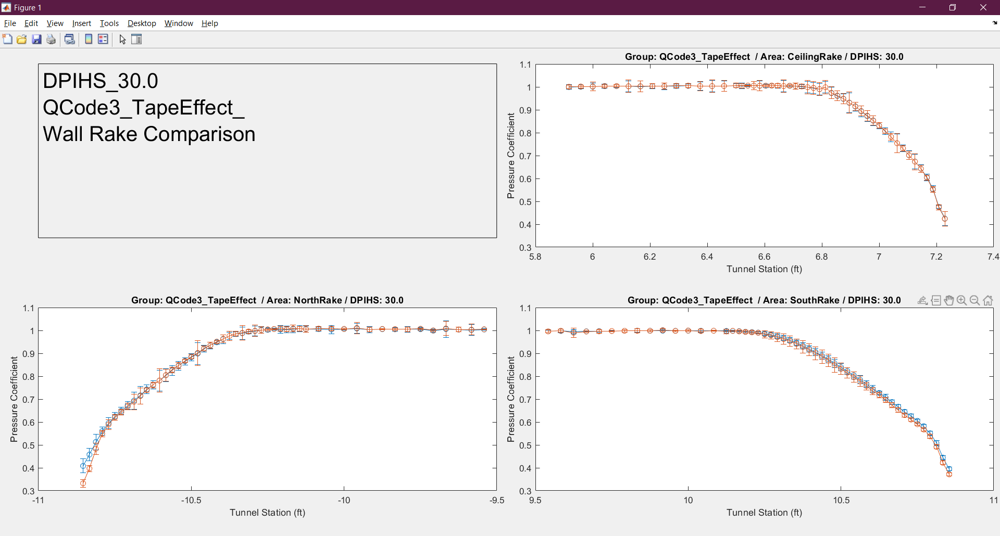 Figure 1
File Edit View Insert Tools Desktop Window Help
DPIHS_30.0
QCode3_TapeEffect_
Wall Rake Comparison
Group: QCode3_TapeEffect / Area: CeilingRake / DPIHS: 30.0
Pressure Coefficient
1.1
1
0.9
0.8
0.7
0.6
0.5
0.4
0.3
5.8 6 6.2 6.4 6.6 6.8 7 7.2 7.4
Tunnel Station (ft)
Group: QCode3_TapeEffect / Area: NorthRake / DPIHS: 30.0
Pressure Coefficient
1.1
1
0.9
0.8
0.7
0.6
0.5
0.4
0.3
-11 -10.5 -10 -9.5
Tunnel Station (ft)
Group: QCode3_TapeEffect / Area: SouthRake / DPIHS: 30.0
Pressure Coefficient
1.1
1
0.9
0.8
0.7
0.6
0.5
0.4
0.3
9.5 10 10.5 11
Tunnel Station (ft)